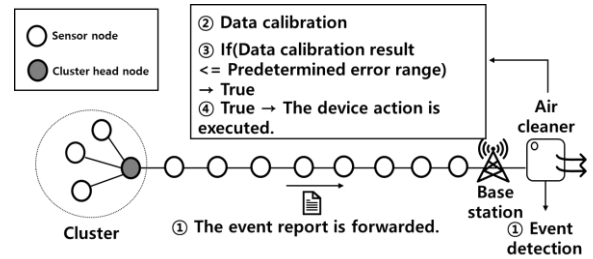 Sensor node
Cluster head node
② Data calibration
③ If(Data calibration result
<= Predetermined error range)
→ True
④ True → The device action is
executed.
Air
cleaner
Base
station
Cluster
① The event report is forwarded.
① Event
detection